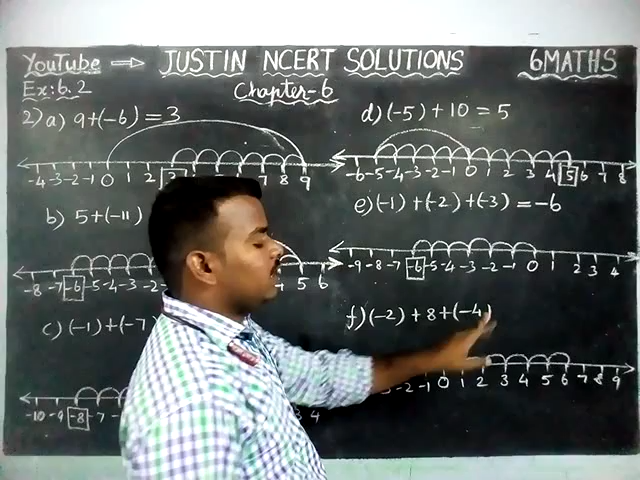 YouTube ⟹ JUSTIN NCERT SOLUTIONS 6MATHS
Ex:6.2 Chapter-6
2) a) 9+(-6) = 3
-4 -3 -2 -1 0 1 2 3 4 5 6 7 8 9
b) 5+(-11)
-8 -7 -6 -5 -4 -3 -2 5 6
c) (-1)+(-7)
-10 -9 -8 -7 3 4
d) (-5)+10 = 5
-6 -5 -4 -3 -2 -1 0 1 2 3 4 5 6 7 8
e) (-1)+(-2)+(-3) = -6
-9 -8 -7 -6 -5 -4 -3 -2 -1 0 1 2 3 4
f) (-2)+8+(-4)
-3 -2 -1 0 1 2 3 4 5 6 7 8 9